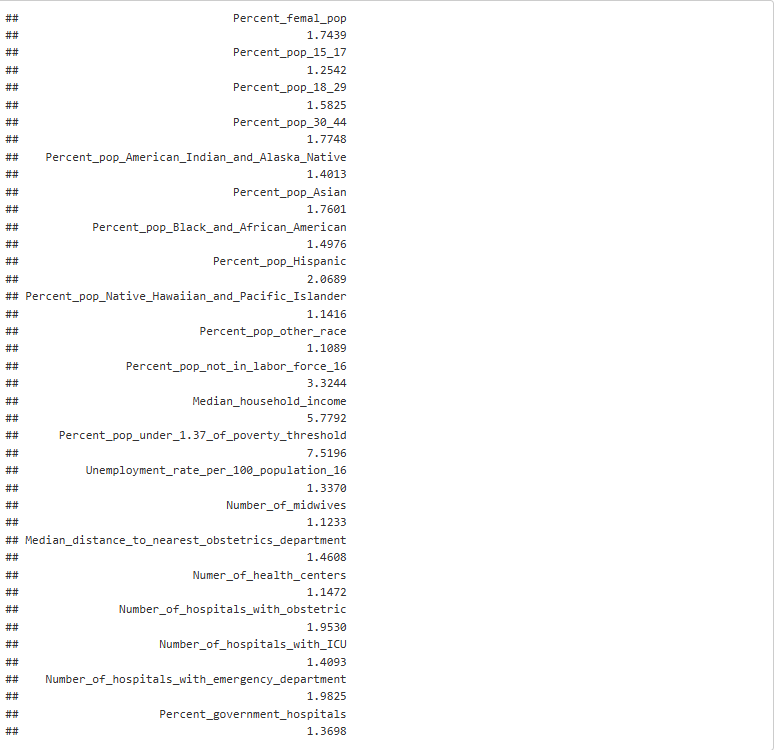 ## Percent_femal_pop
## 1.7439
## Percent_pop_15_17
## 1.2542
## Percent_pop_18_29
## 1.5825
## Percent_pop_30_44
## 1.7748
## Percent_pop_American_Indian_and_Alaska_Native
## 1.4013
## Percent_pop_Asian
## 1.7601
## Percent_pop_Black_and_African_American
## 1.4976
## Percent_pop_Hispanic
## 2.0689
## Percent_pop_Native_Hawaiian_and_Pacific_Islander
## 1.1416
## Percent_pop_other_race
## 1.1089
## Percent_pop_not_in_labor_force_16
## 3.3244
## Median_household_income
## 5.7792
## Percent_pop_under_1.37_of_poverty_threshold
## 7.5196
## Unemployment_rate_per_100_population_16
## 1.3370
## Number_of_midwives
## 1.1233
## Median_distance_to_nearest_obstetrics_department
## 1.4608
## Numer_of_health_centers
## 1.1472
## Number_of_hospitals_with_obstetric
## 1.9530
## Number_of_hospitals_with_ICU
## 1.4093
## Number_of_hospitals_with_emergency_department
## 1.9825
## Percent_government_hospitals
## 1.3698